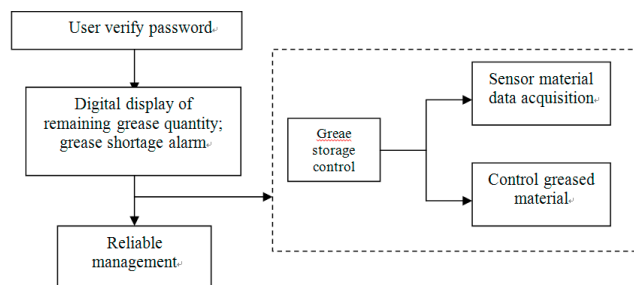 User verify password
Digital display of
remaining grease quantity;
grease shortage alarm
Reliable
management
Greae
storage
control
Sensor material
data acquisition
Control greased
material